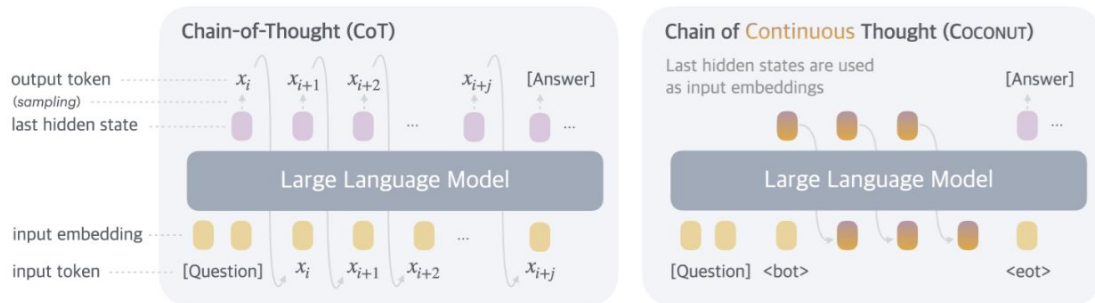 Chain-of-Thought (CoT)
output token
x_i x_{i+1} x_{i+2} x_{i+j} [Answer]
(sampling)
last hidden state
... ...
Large Language Model
input embedding
...
input token
[Question] x_i x_{i+1} x_{i+2} x_{i+j}
Chain of Continuous Thought (COCONUT)
Last hidden states are used
as input embeddings
[Answer]
...
Large Language Model
[Question] <bot> <eot>